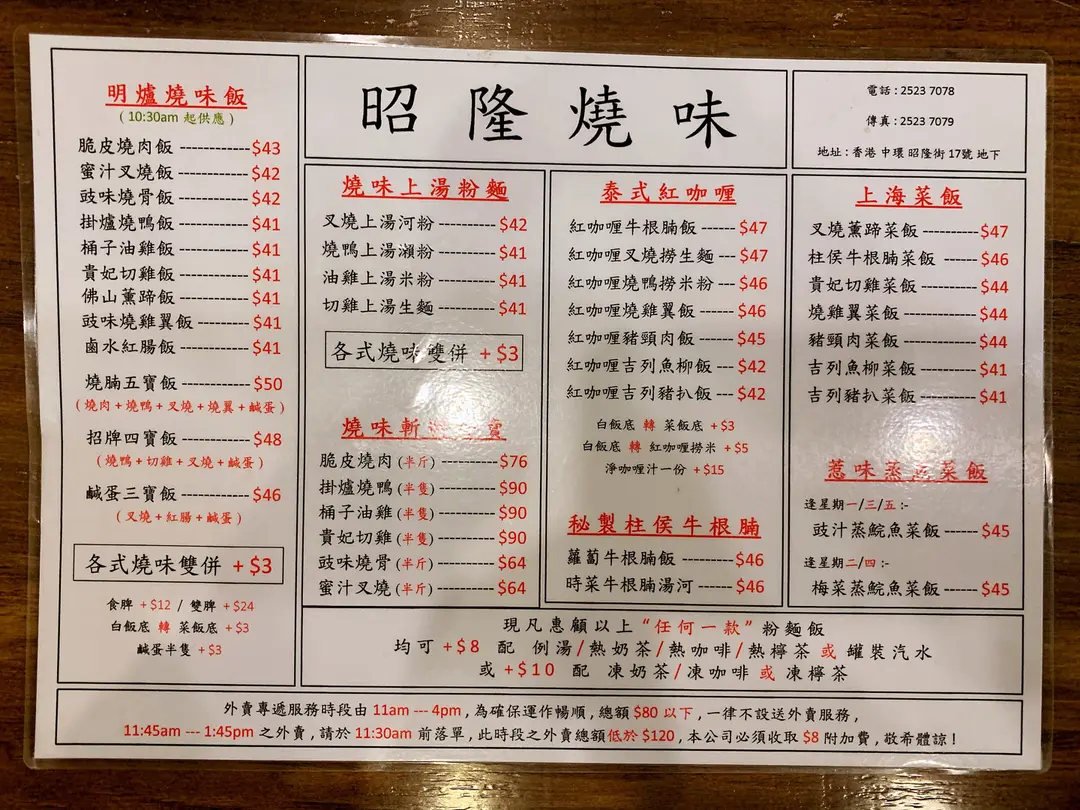 明爐燒味飯
( 10:30am 起供應 )
脆皮燒肉飯 ------------$43
蜜汁叉燒飯 ------------$42
豉味燒骨飯 ------------$42
掛爐燒鴨飯 ------------$41
桶子油雞飯 ------------$41
貴妃切雞飯 ------------$41
佛山薰蹄飯 ------------$41
豉味燒雞翼飯 ---------$41
鹵水紅腸飯 ------------$41
燒腩五寶飯 ------------$50
( 燒肉 + 燒鴨 + 叉燒 + 燒翼 + 鹹蛋 )
招牌四寶飯 ------------$48
( 燒鴨 + 切雞 + 叉燒 + 鹹蛋 )
鹹蛋三寶飯 ------------$46
( 叉燒 + 紅腸 + 鹹蛋 )
各式燒味雙併 + $3
食髀 + $12 / 雙髀 + $24
白飯底 轉 菜飯底 + $3
鹹蛋半隻 + $3
昭隆燒味
電話 : 2523 7078
傳真 : 2523 7079
地址 : 香港 中環 昭隆街 17號 地下
燒味上湯粉麵
叉燒上湯河粉 ----------- $42
燒鴨上湯瀨粉 ----------- $41
油雞上湯米粉 ----------- $41
切雞上湯生麵 ----------- $41
各式燒味雙併 + $3
燒味斬
脆皮燒肉 (半斤) ----------$76
掛爐燒鴨 (半隻) ---------- $90
桶子油雞 (半隻) ---------- $90
貴妃切雞 (半隻) ---------- $90
豉味燒骨 (半斤) ---------- $64
蜜汁叉燒 (半斤) ---------- $64
泰式紅咖喱
紅咖喱牛根腩飯 ------ $47
紅咖喱叉燒撈生麵 --- $47
紅咖喱燒鴨撈米粉 --- $46
紅咖喱燒雞翼飯 ------ $46
紅咖喱豬頸肉飯 ------ $45
紅咖喱吉列魚柳飯 --- $42
紅咖喱吉列豬扒飯 --- $42
白飯底 轉 菜飯底 + $3
白飯底 轉 紅咖喱撈米 + $5
淨咖喱汁一份 + $15
秘製柱侯牛根腩
蘿蔔牛根腩飯 --------- $46
時菜牛根腩湯河 ------ $46
上海菜飯
叉燒薰蹄菜飯 ----------$47
柱侯牛根腩菜飯 ------ $46
貴妃切雞菜飯 --------- $44
燒雞翼菜飯 ------------ $44
豬頸肉菜飯 ------------$44
吉列魚柳菜飯 ----------$41
吉列豬扒菜飯 ---------- $41
惹味蒸 菜飯
逢星期一/三/五 :-
豉汁蒸鯇魚菜飯 ------ $45
逢星期二/四 :-
梅菜蒸鯇魚菜飯 ------ $45
現凡惠顧以上 “任何一款” 粉麵飯
均可 +$8 配 例湯/熱奶茶/熱咖啡/熱檸茶 或 罐裝汽水
或 +$10 配 凍奶茶/凍咖啡 或 凍檸茶
外賣專遞服務時段由 11am --- 4pm , 為確保運作暢順 , 總額 $80 以下 , 一律不設送外賣服務 ,
11:45am --- 1:45pm 之外賣 , 請於 11:30am 前落單 , 此時段之外賣總額低於 $120 , 本公司必須收取 $8 附加費 , 敬希體諒 !